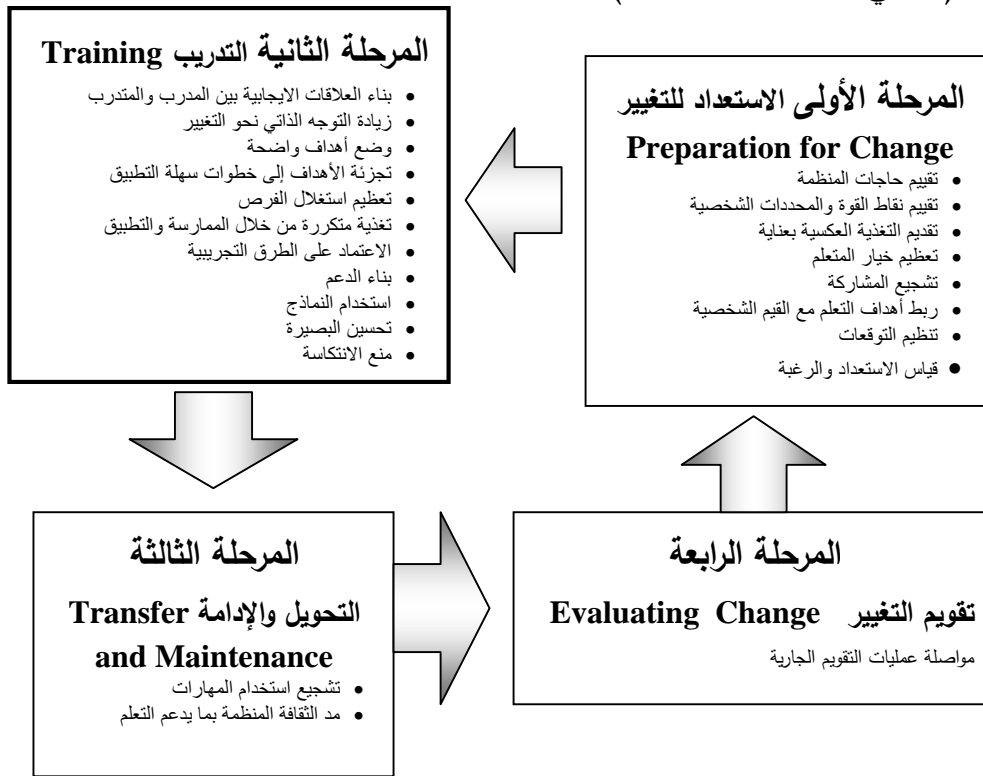 المرحلة الأولى الاستعداد للتغيير
Preparation for Change
• تقييم حاجات المنظمة
• تقييم نقاط القوة والمحددات الشخصية
• تقديم التغذية العكسية بعناية
• تعظيم خيار المتعلم
• تشجيع المشاركة
• ربط أهداف التعلم مع القيم الشخصية
• تنظيم التوقعات
• قياس الاستعداد والرغبة
المرحلة الثانية التدريب Training
• بناء العلاقات الايجابية بين المدرب والمتدرب
• زيادة التوجه الذاتي نحو التغيير
• وضع أهداف واضحة
• تجزئة الأهداف إلى خطوات سهلة التطبيق
• تعظيم استغلال الفرص
• تغذية متكررة من خلال الممارسة والتطبيق
• الاعتماد على الطرق التجريبية
• بناء الدعم
• استخدام النماذج
• تحسين البصيرة
• منع الانتكاسة
المرحلة الثالثة
التحويل والإدامة Transfer
and Maintenance
• تشجيع استخدام المهارات
• مد الثقافة المنظمة بما يدعم التعلم
المرحلة الرابعة
تقويم التغيير Evaluating Change
مواصلة عمليات التقويم الجارية